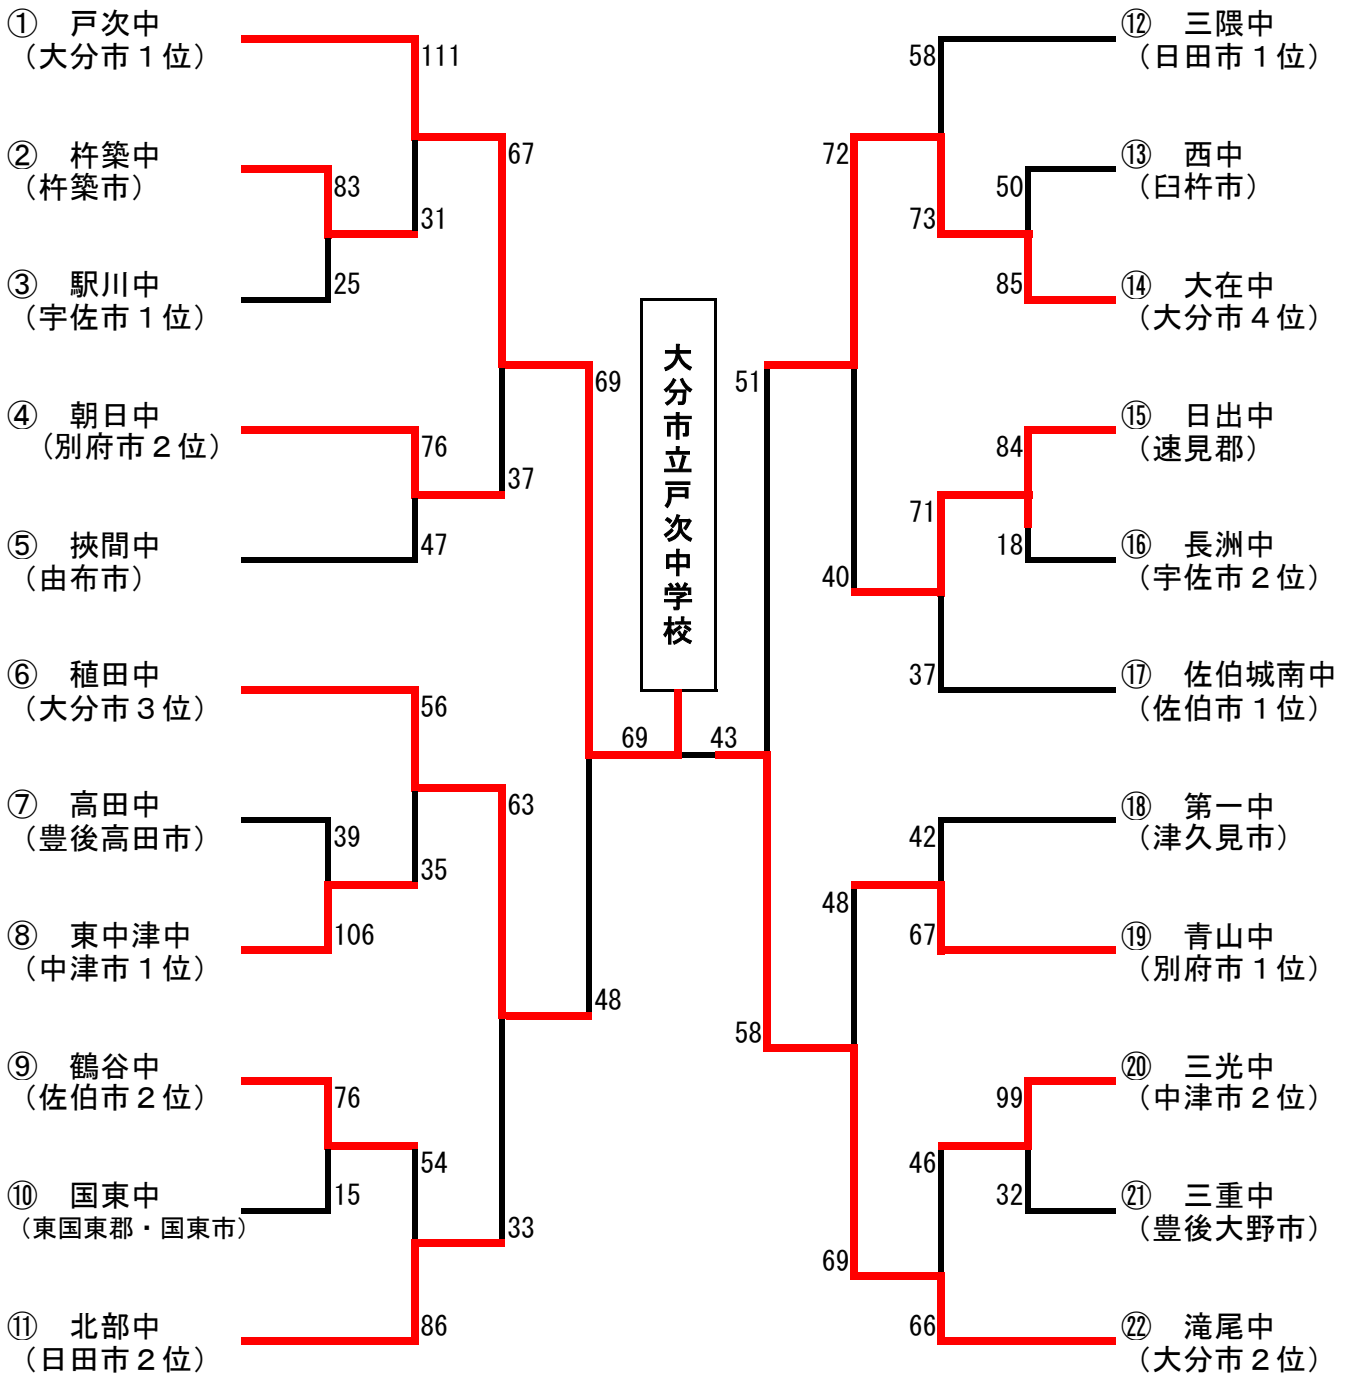 ① 戸次中
（大分市１位）
② 杵築中
（杵築市）
③ 駅川中
（宇佐市１位）
④ 朝日中
（別府市２位）
⑤ 挾間中
（由布市）
⑥ 稙田中
（大分市３位）
⑦ 高田中
（豊後高田市）
⑧ 東中津中
（中津市１位）
⑨ 鶴谷中
（佐伯市２位）
⑩ 国東中
（東国東郡・国東市）
⑪ 北部中
（日田市２位）
111
83
31
25
67
76
37
47
69
56
63
39
35
106
48
76
54
15
33
86
大分市立戸次中学校
69
43
58
72
50
73
85
51
84
71
18
40
37
42
48
67
58
99
46
32
69
66
⑫ 三隈中
（日田市１位）
⑬ 西中
（臼杵市）
⑭ 大在中
（大分市４位）
⑮ 日出中
（速見郡）
⑯ 長洲中
（宇佐市２位）
⑰ 佐伯城南中
（佐伯市１位）
⑱ 第一中
（津久見市）
⑲ 青山中
（別府市１位）
⑳ 三光中
（中津市２位）
㉑ 三重中
（豊後大野市）
㉒ 滝尾中
（大分市２位）